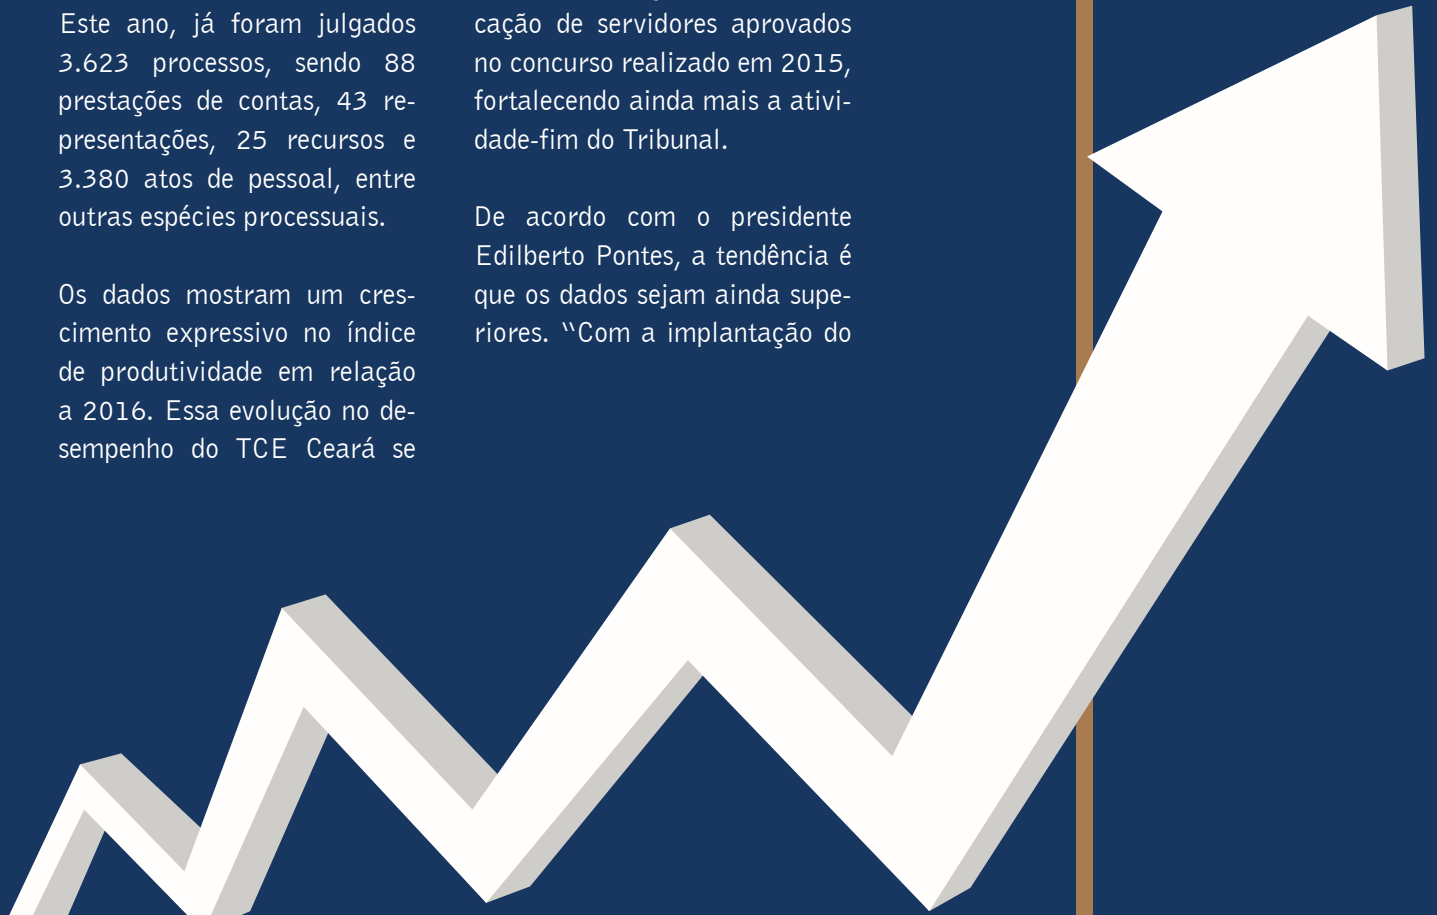 Este ano, já foram julgados
3.623 processos, sendo 88
prestações de contas, 43 re-
presentações, 25 recursos e
3.380 atos de pessoal, entre
outras espécies processuais.
Os dados mostram um cres-
cimento expressivo no índice
de produtividade em relação
a 2016. Essa evolução no de-
sempenho do TCE Ceará se
cação de servidores aprovados
no concurso realizado em 2015,
fortalecendo ainda mais a ativi-
dade-fim do Tribunal.
De acordo com o presidente
Edilberto Pontes, a tendência é
que os dados sejam ainda supe-
riores. “Com a implantação do